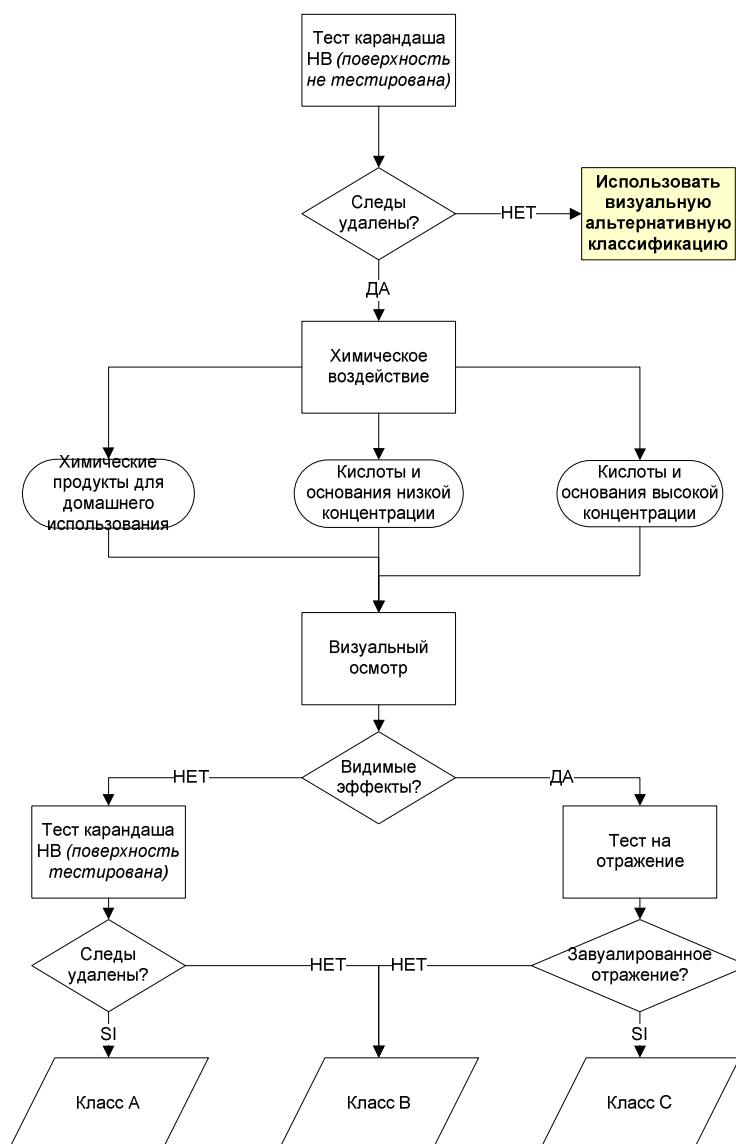 Тест карандаша
НВ (поверхность
не тестирована)
Следы
удалены?
НЕТ
Использовать
визуальную
альтернативную
классификацию
ДА
Химическое
воздействие
Химические
продукты для
домашнего
использования
Кислоты и
основания низкой
концентрации
Кислоты и
основания высокой
концентрации
Визуальный
осмотр
Видимые
эффекты?
НЕТ
ДА
Тест карандаша
НВ (поверхность
тестирована)
Тест на
отражение
Следы
удалены?
НЕТ
НЕТ
Завуалированное
отражение?
SI
SI
Класс А
Класс В
Класс С